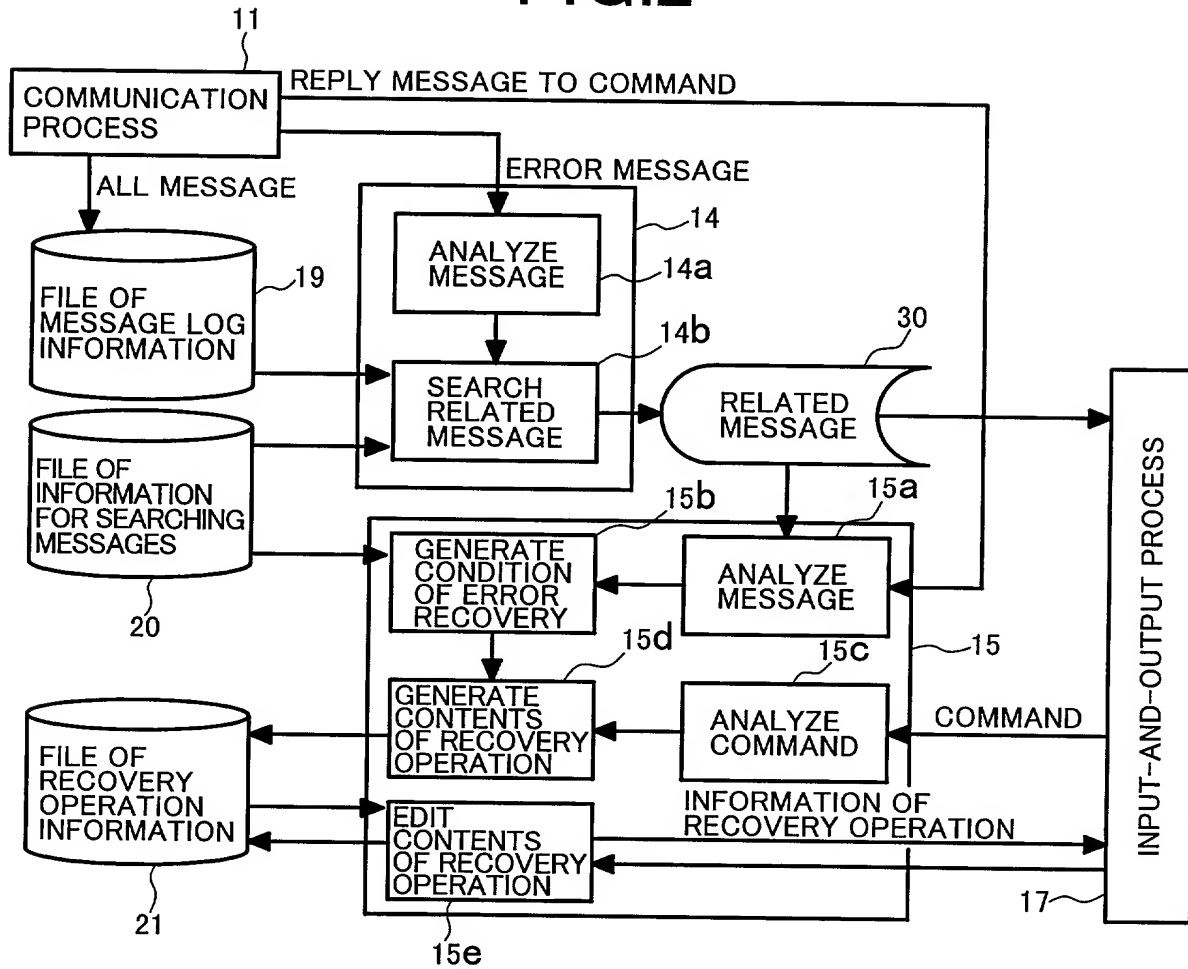 FIG.2
11
COMMUNICATION
PROCESS
REPLY MESSAGE TO COMMAND
ALL MESSAGE
ERROR MESSAGE
14
ANALYZE
MESSAGE
14a
19
FILE OF
MESSAGE LOG
INFORMATION
14b
SEARCH
RELATED
MESSAGE
30
RELATED
MESSAGE
FILE OF
INFORMATION
FOR SEARCHING
MESSAGES
20
15b
GENERATE
CONDITION
OF ERROR
RECOVERY
15a
ANALYZE
MESSAGE
15
15d
GENERATE
CONTENTS
OF RECOVERY
OPERATION
15c
ANALYZE
COMMAND
COMMAND
FILE OF
RECOVERY
OPERATION
INFORMATION
21
EDIT
CONTENTS
OF RECOVERY
OPERATION
15e
INFORMATION OF
RECOVERY OPERATION
INPUT-AND-OUTPUT PROCESS
17